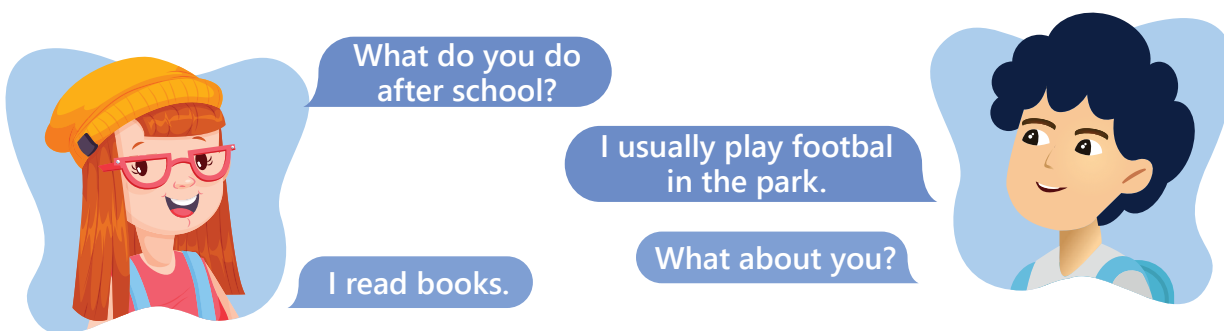 What do you do
after school?
I usually play footbal
in the park.
What about you?
I read books.